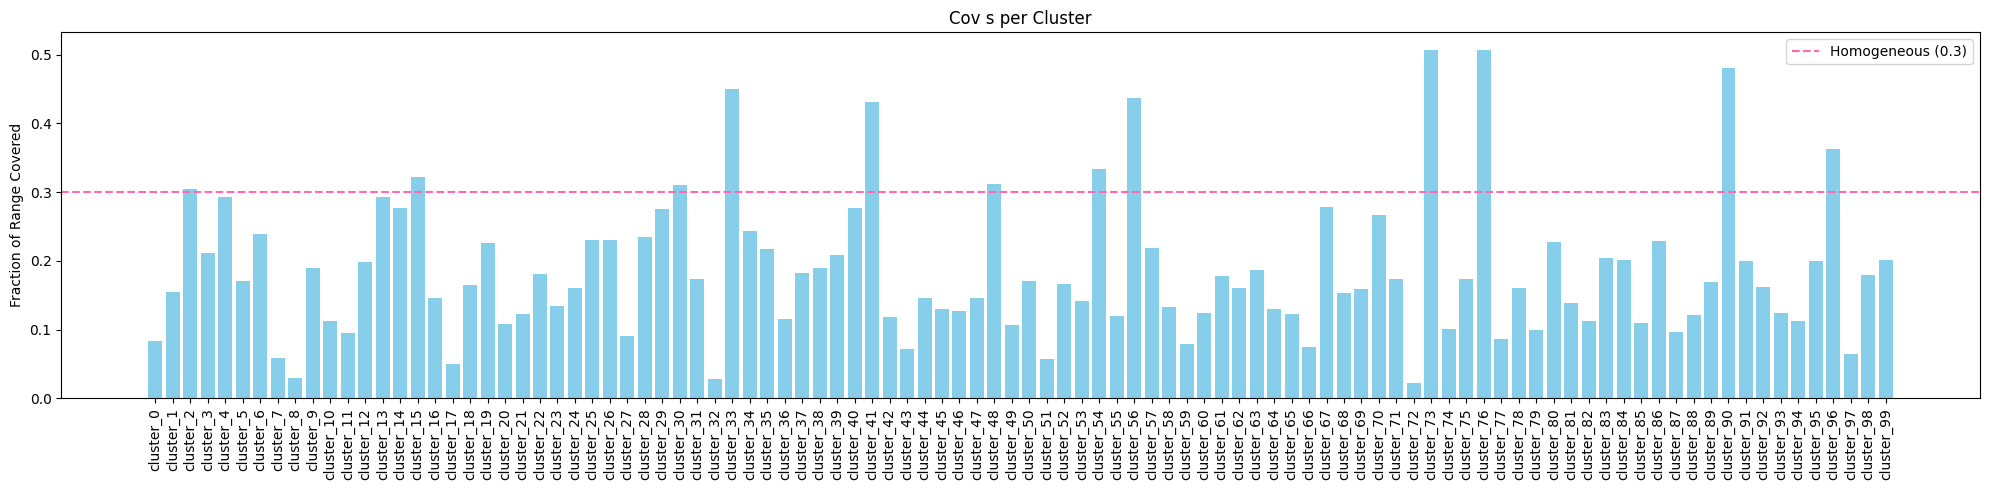 Cov s per Cluster
Homogeneous (0.3)
Fraction of Range Covered
0.5
0.4
0.3
0.2
0.1
0.0
cluster_0
cluster_1
cluster_2
cluster_3
cluster_4
cluster_5
cluster_6
cluster_7
cluster_8
cluster_9
cluster_10
cluster_11
cluster_12
cluster_13
cluster_14
cluster_15
cluster_16
cluster_17
cluster_18
cluster_19
cluster_20
cluster_21
cluster_22
cluster_23
cluster_24
cluster_25
cluster_26
cluster_27
cluster_28
cluster_29
cluster_30
cluster_31
cluster_32
cluster_33
cluster_34
cluster_35
cluster_36
cluster_37
cluster_38
cluster_39
cluster_40
cluster_41
cluster_42
cluster_43
cluster_44
cluster_45
cluster_46
cluster_47
cluster_48
cluster_49
cluster_50
cluster_51
cluster_52
cluster_53
cluster_54
cluster_55
cluster_56
cluster_57
cluster_58
cluster_59
cluster_60
cluster_61
cluster_62
cluster_63
cluster_64
cluster_65
cluster_66
cluster_67
cluster_68
cluster_69
cluster_70
cluster_71
cluster_72
cluster_73
cluster_74
cluster_75
cluster_76
cluster_77
cluster_78
cluster_79
cluster_80
cluster_81
cluster_82
cluster_83
cluster_84
cluster_85
cluster_86
cluster_87
cluster_88
cluster_89
cluster_90
cluster_91
cluster_92
cluster_93
cluster_94
cluster_95
cluster_96
cluster_97
cluster_98
cluster_99